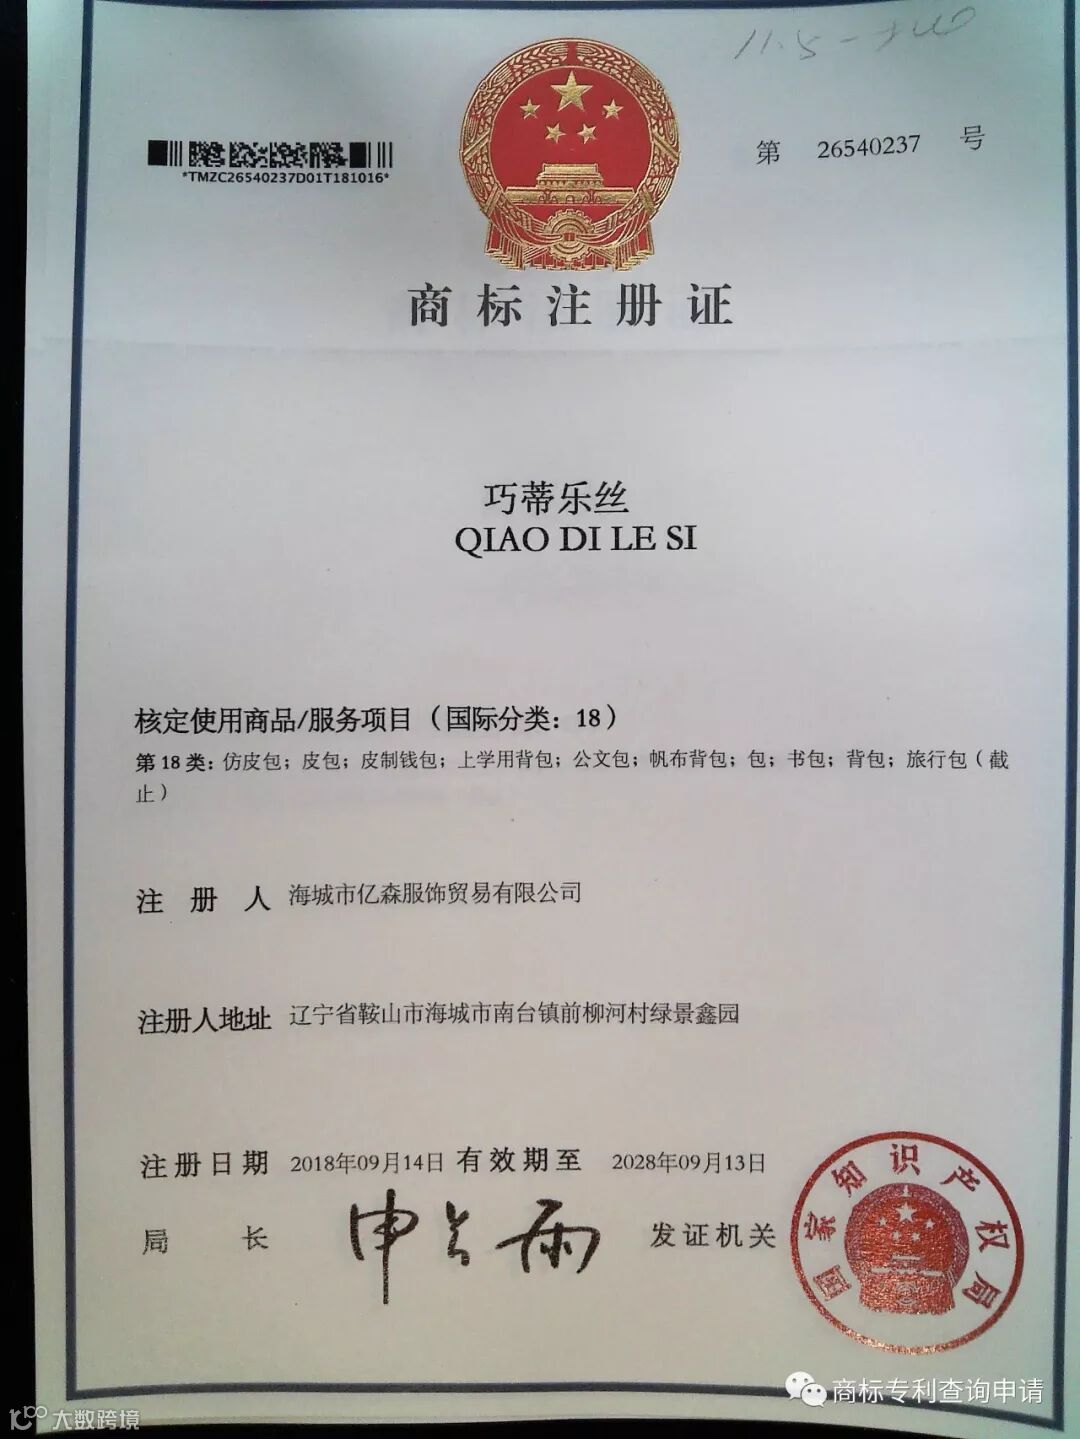 *TMZC26540237D01T181016*
第 26540237 号
商标注册证
巧蒂乐丝
QIAO DI LE SI
核定使用商品/服务项目（国际分类：18）
第18类：仿皮包；皮包；皮制钱包；上学用背包；公文包；帆布背包；包；书包；背包；旅行包（截
止）
注册人 海城市亿森服饰贸易有限公司
注册人地址 辽宁省鞍山市海城市南台镇前柳河村绿景鑫园
注册日期 2018年09月14日 有效期至 2028年09月13日
局长 申长雨 发证机关
国家知识产权局
商标专利查询申请
大数跨境